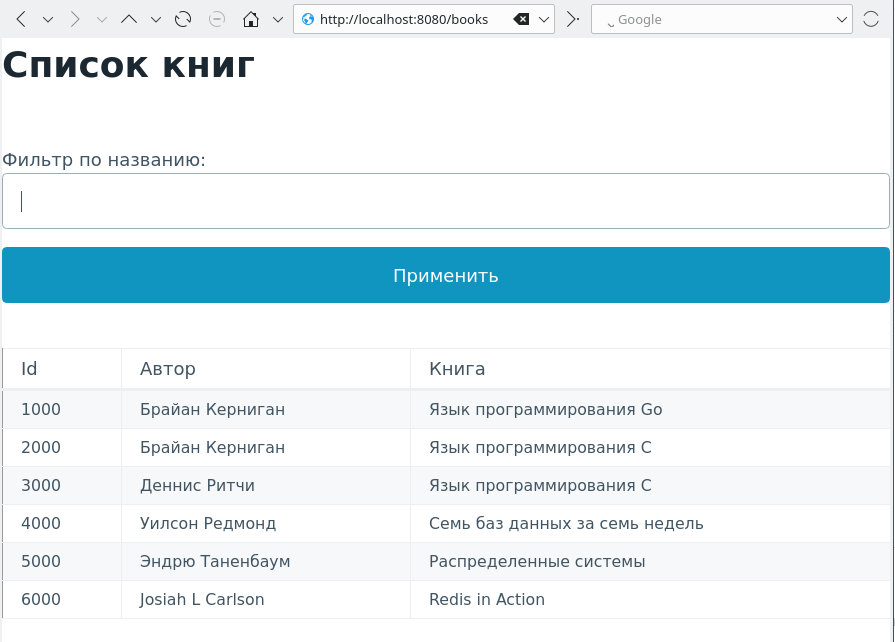 http://localhost:8080/books
Google
Список книг
Фильтр по названию:
Применить
Id Автор Книга
1000 Брайан Керниган Язык программирования Go
2000 Брайан Керниган Язык программирования C
3000 Деннис Ритчи Язык программирования C
4000 Уилсон Редмонд Семь баз данных за семь недель
5000 Эндрю Таненбаум Распределенные системы
6000 Josiah L Carlson Redis in Action